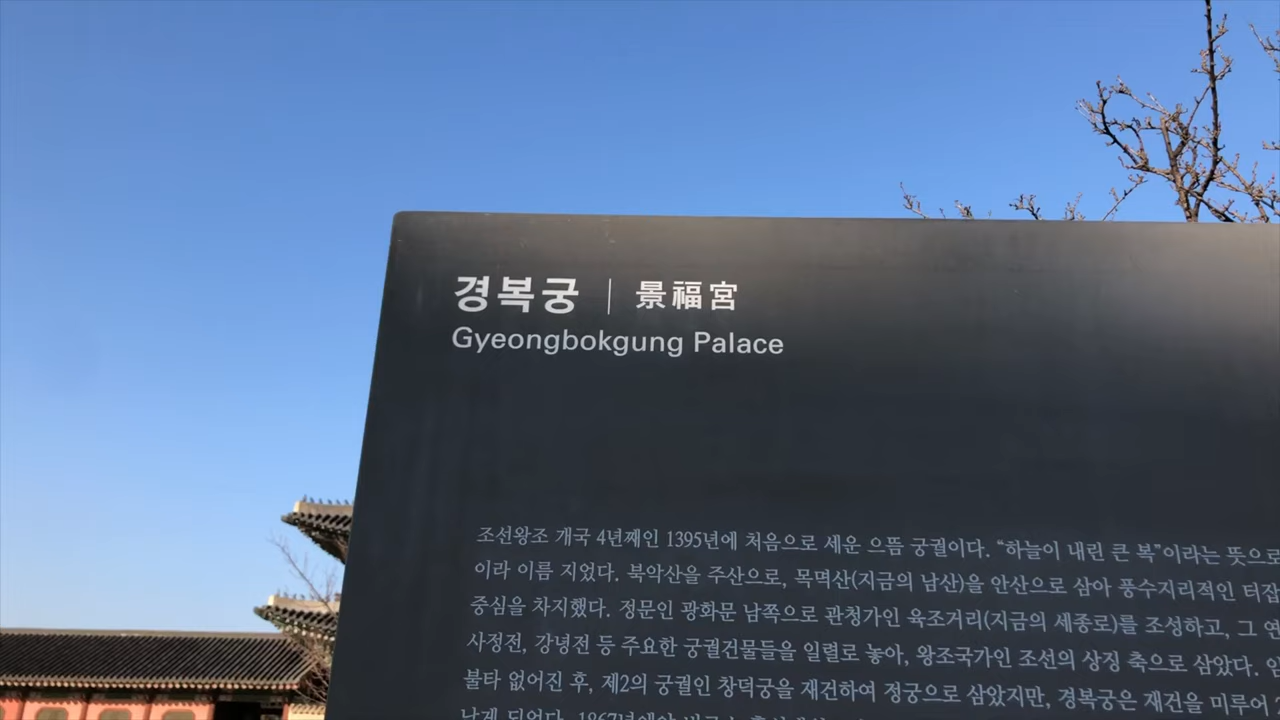 경복궁 | 景福宮
Gyeongbokgung Palace
조선왕조 개국 4년째인 1395년에 처음으로 세운 으뜸 궁궐이다. “하늘이 내린 큰 복”이라는 뜻으로
이라 이름 지었다. 북악산을 주산으로, 목멱산(지금의 남산)을 안산으로 삼아 풍수지리적인 터잡
중심을 차지했다. 정문인 광화문 남쪽으로 관청가인 육조거리(지금의 세종로)를 조성하고, 그 연
사정전, 강녕전 등 주요한 궁궐건물들을 일렬로 놓아, 왕조국가인 조선의 상징 축으로 삼았다.
불타 없어진 후, 제2의 궁궐인 창덕궁을 재건하여 정궁으로 삼았지만, 경복궁은 재건을 미루어